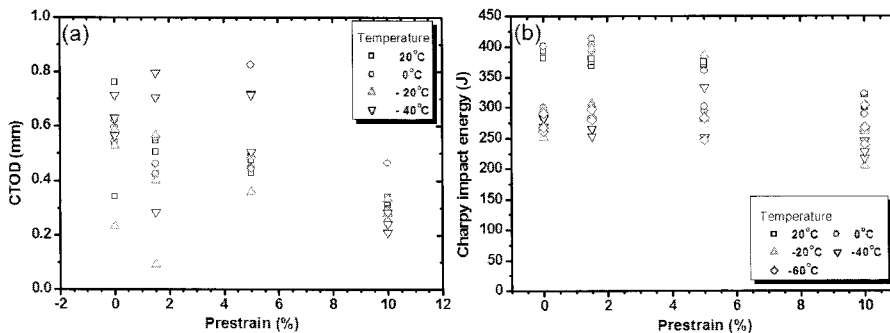 (a)
Temperature
20°C
0°C
-20°C
-40°C
1.0
0.8
0.6
0.4
0.2
0.0
CTOD (mm)
-2 0 2 4 6 8 10 12
Prestrain (%)
(b)
450
400
350
300
250
200
150
100
50
0
Charpy impact energy (J)
Temperature
20°C 0°C
-20°C -40°C
-60°C
0 2 4 6 8 10
Prestrain (%)